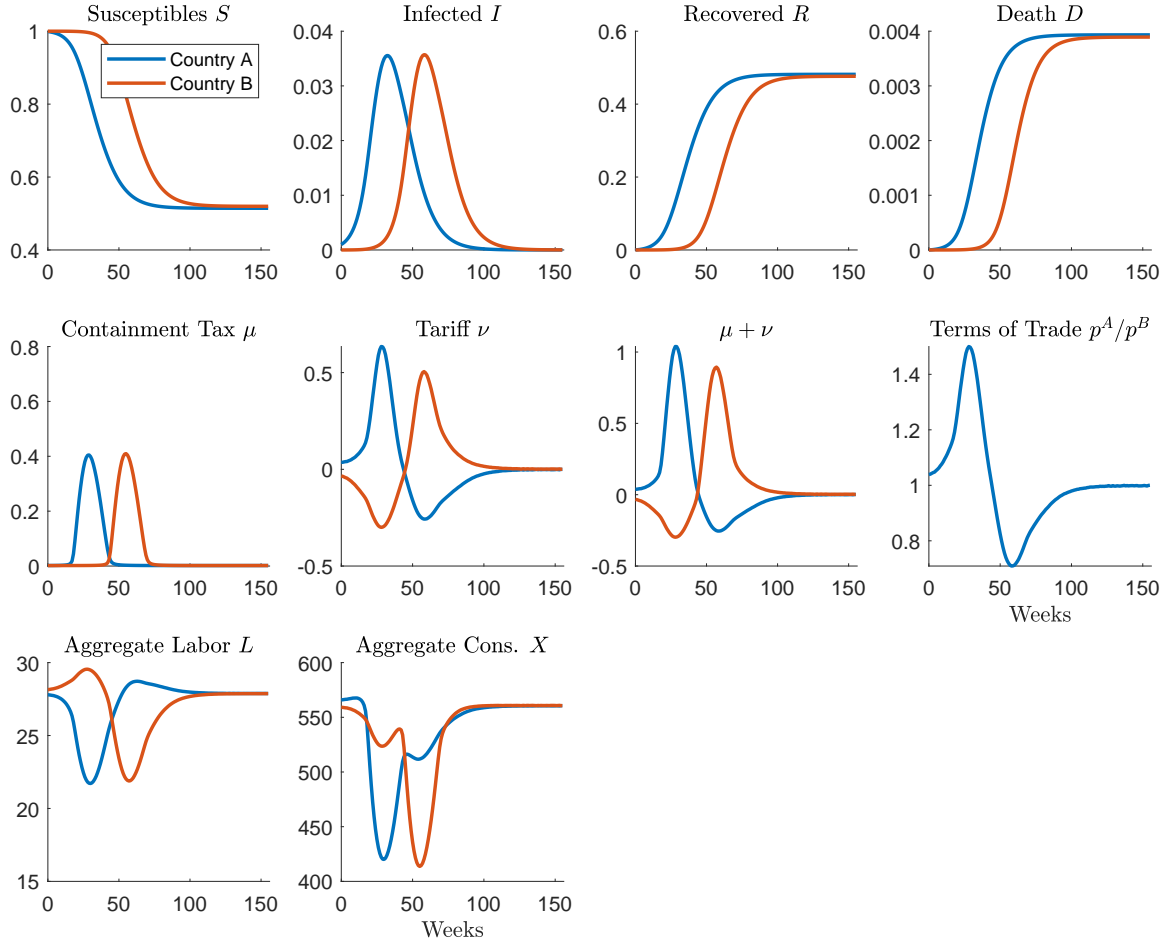 Susceptibles S
1
0.8
0.6
0.4
0 50 100 150
Country A
Country B
Infected I
0.04
0.03
0.02
0.01
0
0 50 100 150
Recovered R
0.6
0.4
0.2
0
0 50 100 150
Death D
0.004
0.003
0.002
0.001
0
0 50 100 150
Containment Tax μ
0.8
0.6
0.4
0.2
0
0 50 100 150
Tariff ν
0.5
0
-0.5
0 50 100 150
μ + ν
1
0.5
0
-0.5
0 50 100 150
Terms of Trade p^A/p^B
1.4
1.2
1
0.8
0 50 100 150
Weeks
Aggregate Labor L
30
25
20
15
0 50 100 150
Aggregate Cons. X
600
550
500
450
400
0 50 100 150
Weeks